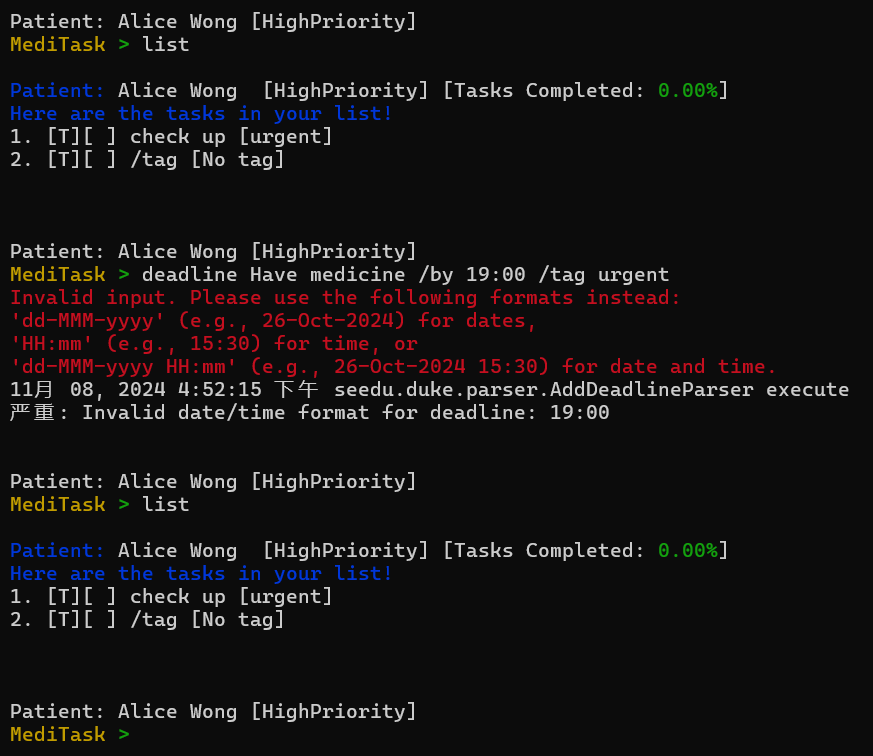 Patient: Alice Wong [HighPriority]
MediTask > list
Patient: Alice Wong  [HighPriority] [Tasks Completed: 0.00%]
Here are the tasks in your list!
1. [T][ ] check up [urgent]
2. [T][ ] /tag [No tag]
Patient: Alice Wong [HighPriority]
MediTask > deadline Have medicine /by 19:00 /tag urgent
Invalid input. Please use the following formats instead:
'dd-MMM-yyyy' (e.g., 26-Oct-2024) for dates,
'HH:mm' (e.g., 15:30) for time, or
'dd-MMM-yyyy HH:mm' (e.g., 26-Oct-2024 15:30) for date and time.
11月 08, 2024 4:52:15 下午 seedu.duke.parser.AddDeadlineParser execute
严重: Invalid date/time format for deadline: 19:00
Patient: Alice Wong [HighPriority]
MediTask > list
Patient: Alice Wong  [HighPriority] [Tasks Completed: 0.00%]
Here are the tasks in your list!
1. [T][ ] check up [urgent]
2. [T][ ] /tag [No tag]
Patient: Alice Wong [HighPriority]
MediTask >